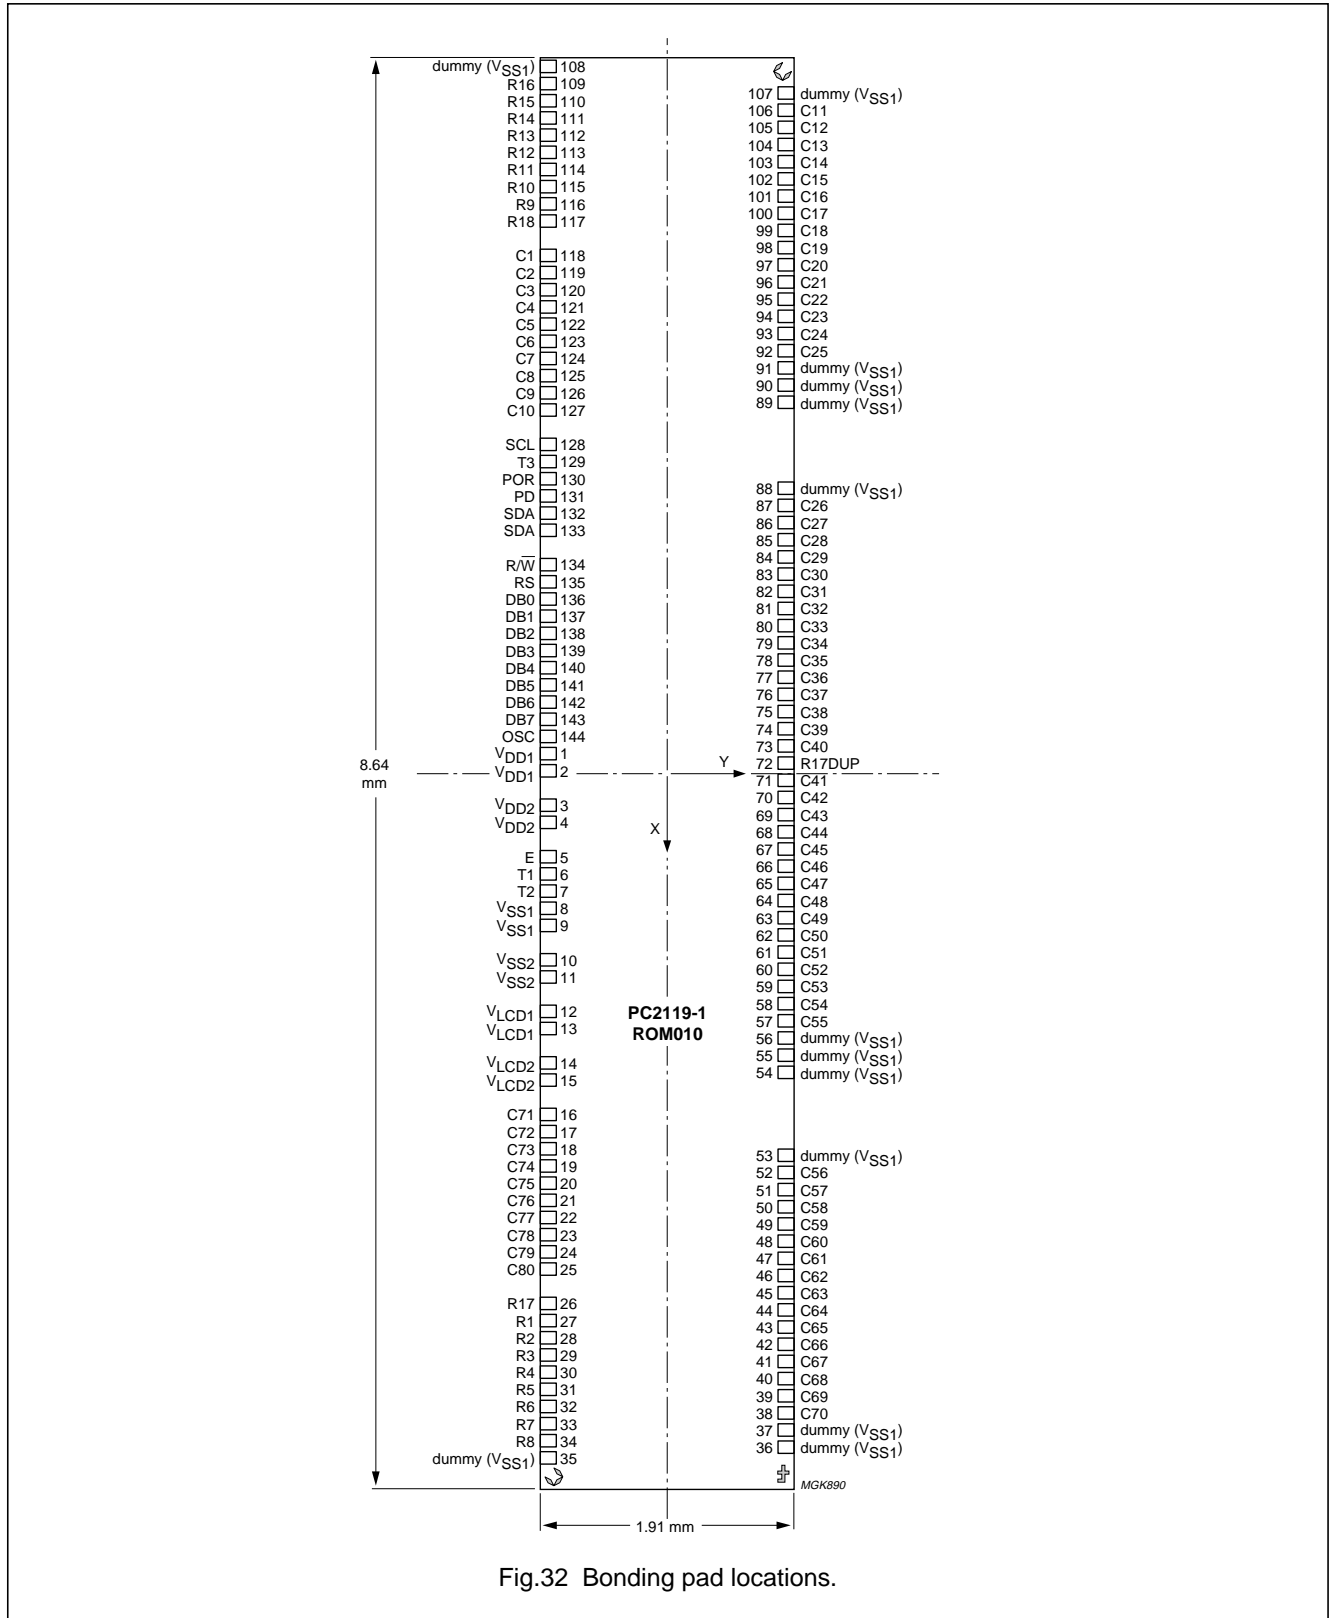 dummy (VSS1) 108
R16 109
R15 110
R14 111
R13 112
R12 113
R11 114
R10 115
R9 116
R18 117
C1 118
C2 119
C3 120
C4 121
C5 122
C6 123
C7 124
C8 125
C9 126
C10 127
SCL 128
T3 129
POR 130
PD 131
SDA 132
SDA 133
R/W̅ 134
RS 135
DB0 136
DB1 137
DB2 138
DB3 139
DB4 140
DB5 141
DB6 142
DB7 143
OSC 144
VDD1 1
VDD1 2
VDD2 3
VDD2 4
E 5
T1 6
T2 7
VSS1 8
VSS1 9
VSS2 10
VSS2 11
VLCD1 12
VLCD1 13
VLCD2 14
VLCD2 15
C71 16
C72 17
C73 18
C74 19
C75 20
C76 21
C77 22
C78 23
C79 24
C80 25
R17 26
R1 27
R2 28
R3 29
R4 30
R5 31
R6 32
R7 33
R8 34
dummy (VSS1) 35
8.64
mm
Y
X
PC2119-1
ROM010
107 dummy (VSS1)
106 C11
105 C12
104 C13
103 C14
102 C15
101 C16
100 C17
99 C18
98 C19
97 C20
96 C21
95 C22
94 C23
93 C24
92 C25
91 dummy (VSS1)
90 dummy (VSS1)
89 dummy (VSS1)
88 dummy (VSS1)
87 C26
86 C27
85 C28
84 C29
83 C30
82 C31
81 C32
80 C33
79 C34
78 C35
77 C36
76 C37
75 C38
74 C39
73 C40
72 R17DUP
71 C41
70 C42
69 C43
68 C44
67 C45
66 C46
65 C47
64 C48
63 C49
62 C50
61 C51
60 C52
59 C53
58 C54
57 C55
56 dummy (VSS1)
55 dummy (VSS1)
54 dummy (VSS1)
53 dummy (VSS1)
52 C56
51 C57
50 C58
49 C59
48 C60
47 C61
46 C62
45 C63
44 C64
43 C65
42 C66
41 C67
40 C68
39 C69
38 C70
37 dummy (VSS1)
36 dummy (VSS1)
MGK890
1.91 mm
Fig.32 Bonding pad locations.